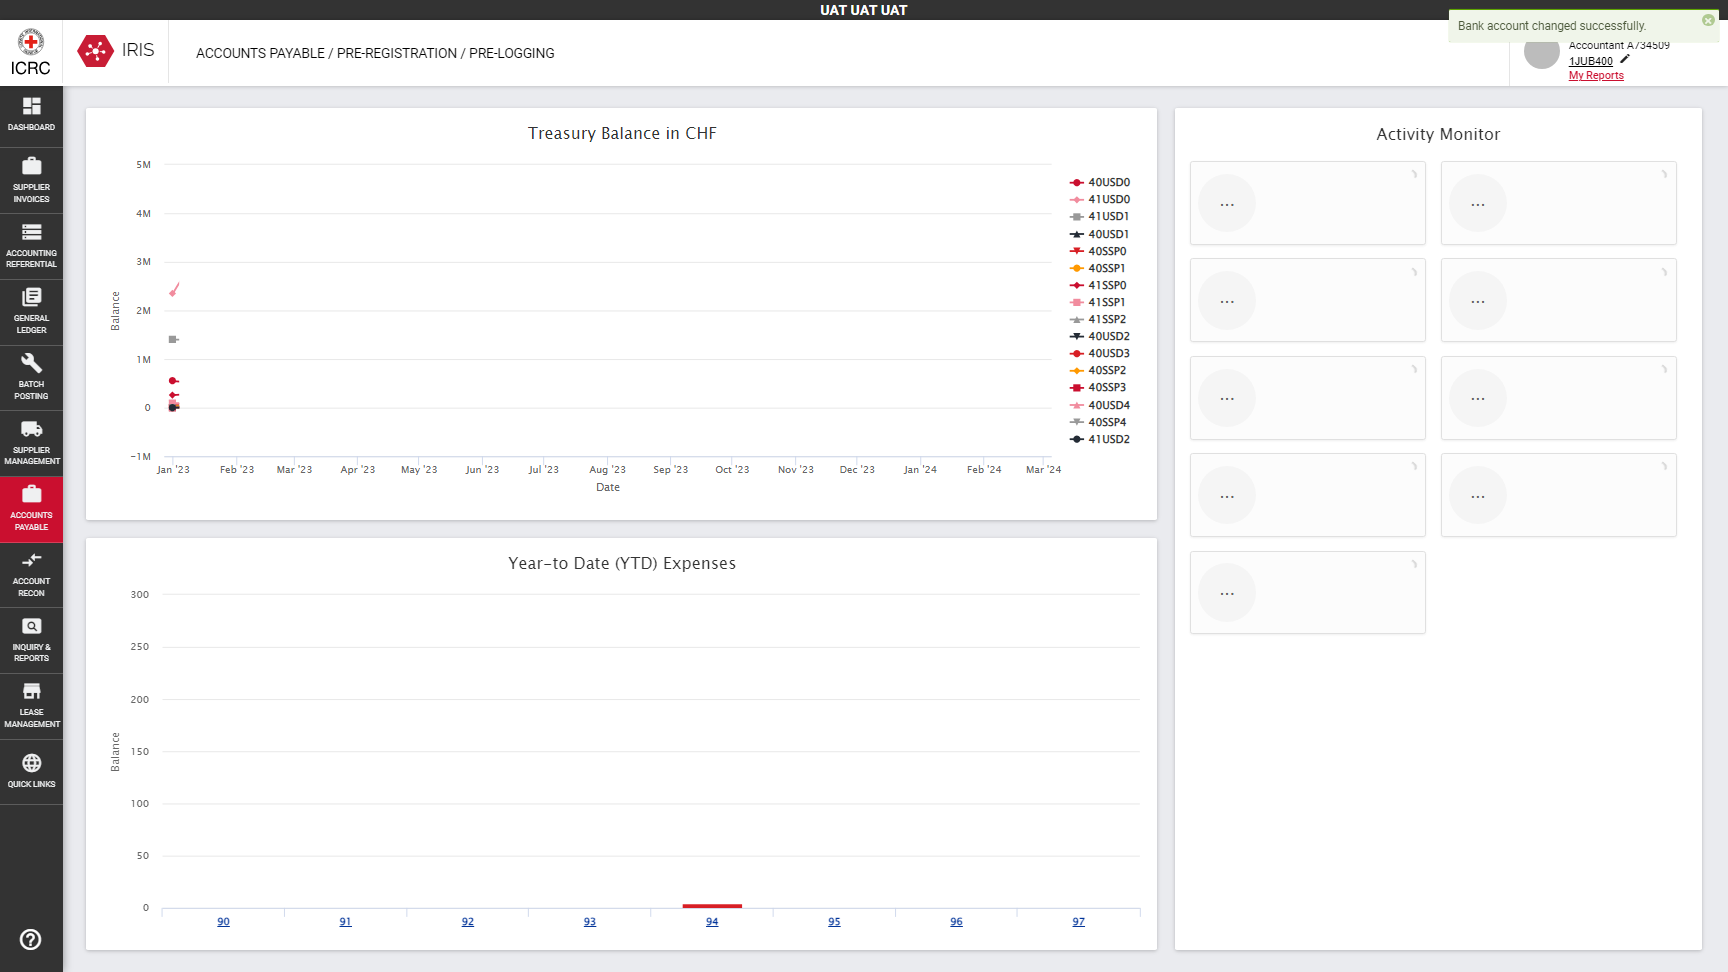 UAT UAT UAT
Bank account changed successfully.
ICRC
IRIS
ACCOUNTS PAYABLE / PRE-REGISTRATION / PRE-LOGGING
Accountant A734509
1JUB400
My Reports
DASHBOARD
SUPPLIER
INVOICES
ACCOUNTING
REFERENTIAL
GENERAL
LEDGER
BATCH
POSTING
SUPPLIER
MANAGEMENT
ACCOUNTS
PAYABLE
ACCOUNT
RECON
INQUIRY &
REPORTS
LEASE
MANAGEMENT
QUICK LINKS
Treasury Balance in CHF
5M
4M
3M
2M
1M
0
-1M
Balance
Jan '23 Feb '23 Mar '23 Apr '23 May '23 Jun '23 Jul '23 Aug '23 Sep '23 Oct '23 Nov '23 Dec '23 Jan '24 Feb '24 Mar '24
Date
40USD0
41USD0
41USD1
40USD1
40SSP0
40SSP1
41SSP0
41SSP1
41SSP2
40USD2
40USD3
40SSP2
40SSP3
40USD4
40SSP4
41USD2
Year-to Date (YTD) Expenses
300
250
200
150
100
50
0
Balance
90 91 92 93 94 95 96 97
Activity Monitor
... ...
... ...
... ...
... ...
...